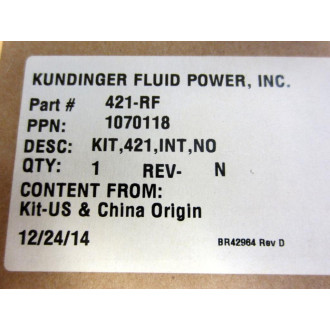 KUNDINGER FLUID POWER, INC.
Part # 421-RF
PPN: 1070118
DESC: KIT,421,INT,NO
QTY: 1 REV- N
CONTENT FROM:
Kit-US & China Origin
12/24/14 BR42964 Rev D